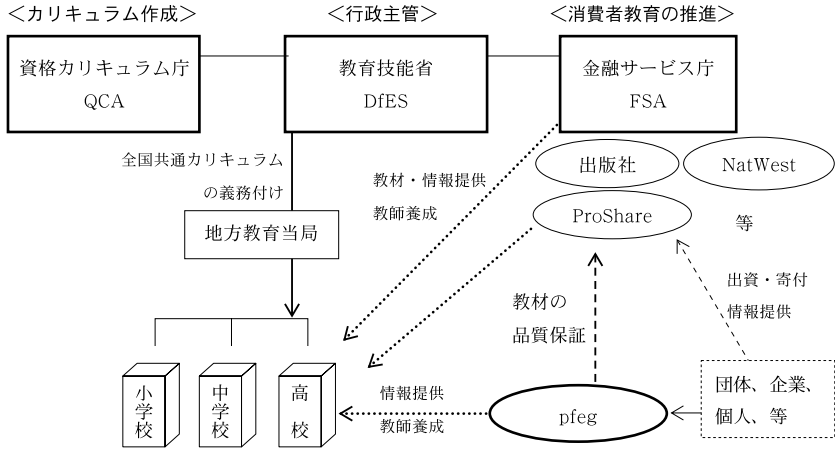 ＜カリキュラム作成＞
＜行政主管＞
＜消費者教育の推進＞
資格カリキュラム庁
QCA
教育技能省
DfES
金融サービス庁
FSA
全国共通カリキュラム
の義務付け
教材・情報提供
教師養成
出版社
NatWest
ProShare
等
地方教育当局
出資・寄付
情報提供
教材の
品質保証
小学校
中学校
高校
情報提供
教師養成
pfeg
団体、企業、
個人、等